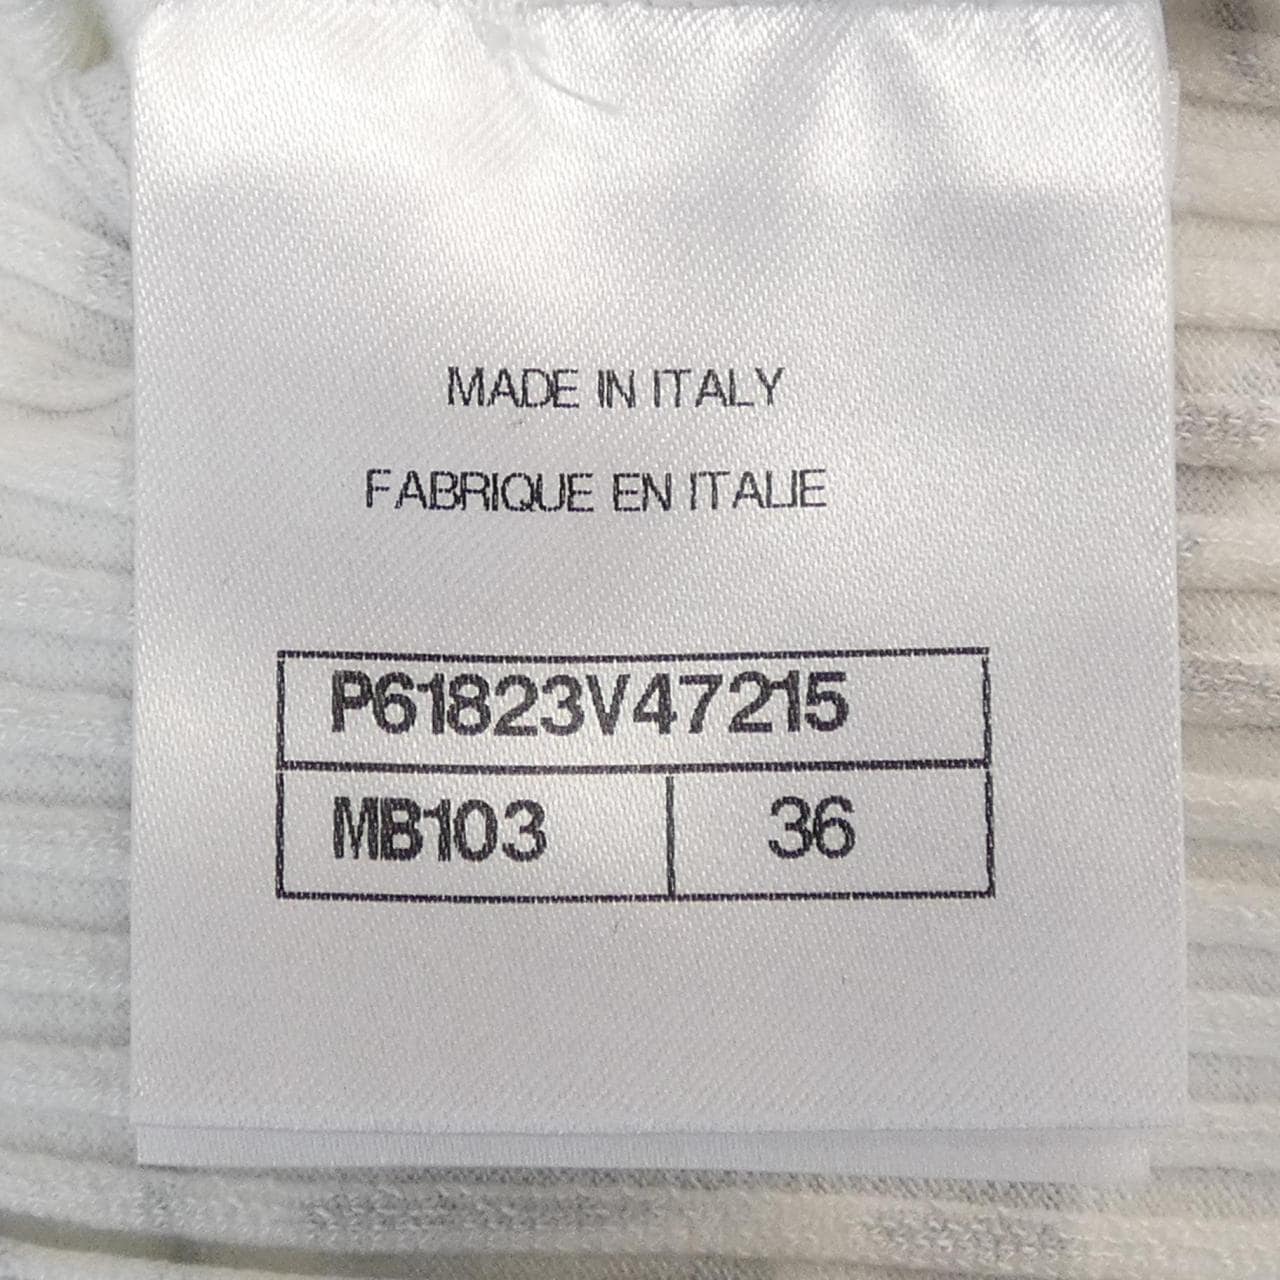 MADE IN ITALY
FABRIQUE EN ITALIE
P61823V47215
MB103 36